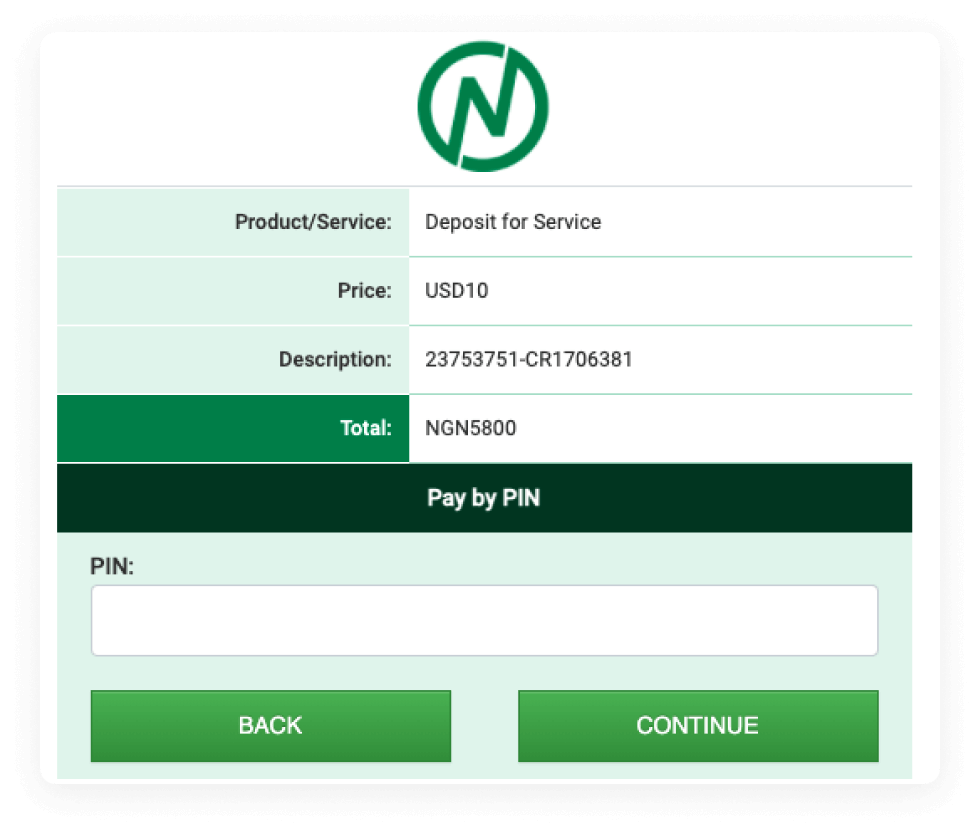 N
Product/Service: Deposit for Service
Price: USD10
Description: 23753751-CR1706381
Total: NGN5800
Pay by PIN
PIN:
BACK CONTINUE